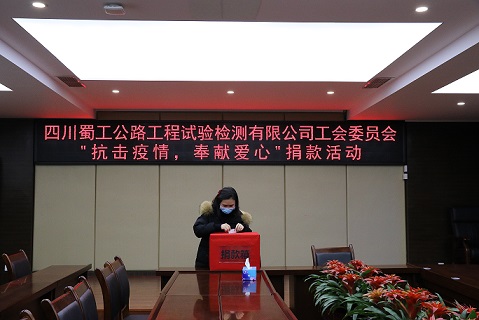 四川蜀工公路工程试验检测有限公司工会委员会
"抗击疫情，奉献爱心"捐款活动
捐款箱